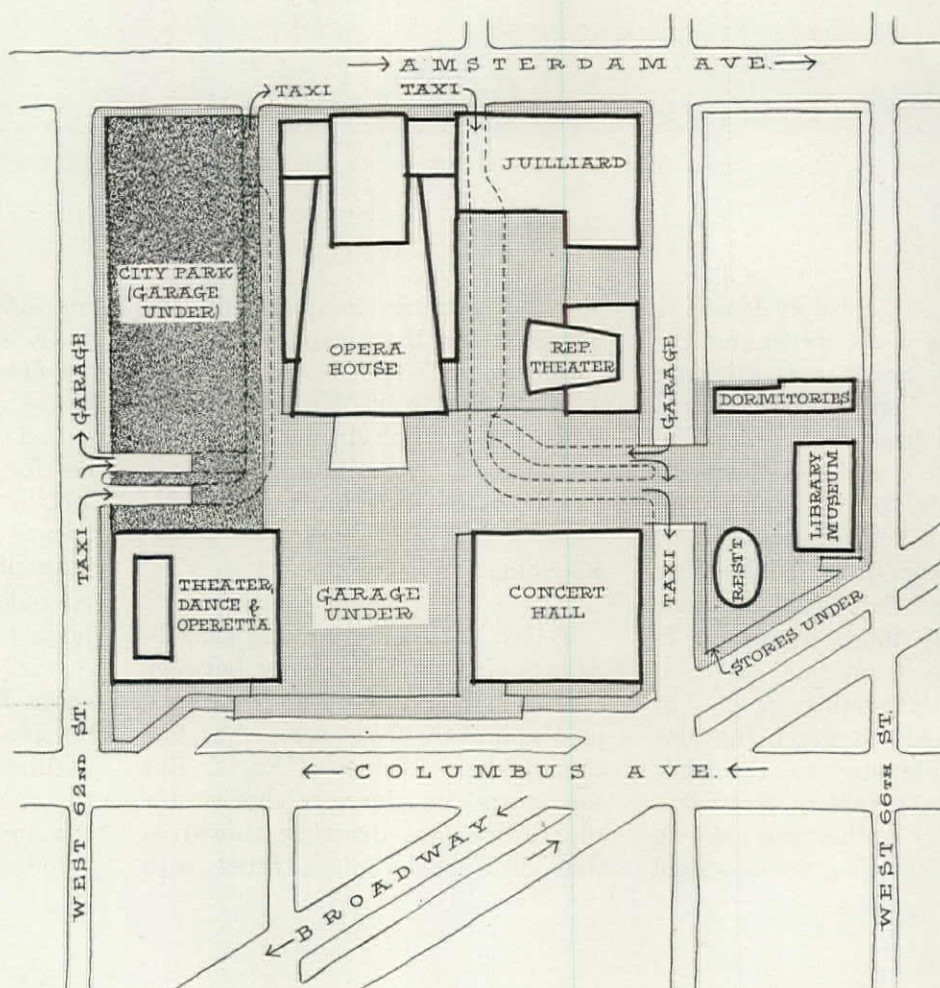 → AMSTERDAM AVE. →
TAXI
TAXI
JUILLIARD
CITY PARK
(GARAGE
UNDER)
OPERA
HOUSE
REP.
THEATER
GARAGE
GARAGE
DORMITORIES
LIBRARY
MUSEUM
TAXI
TAXI
REST'T
THEATER,
DANCE &
OPERETTA
GARAGE
UNDER
CONCERT
HALL
STORES UNDER
← COLUMBUS AVE. ←
WEST 62ND ST.
WEST 66TH ST.
← BROADWAY ←